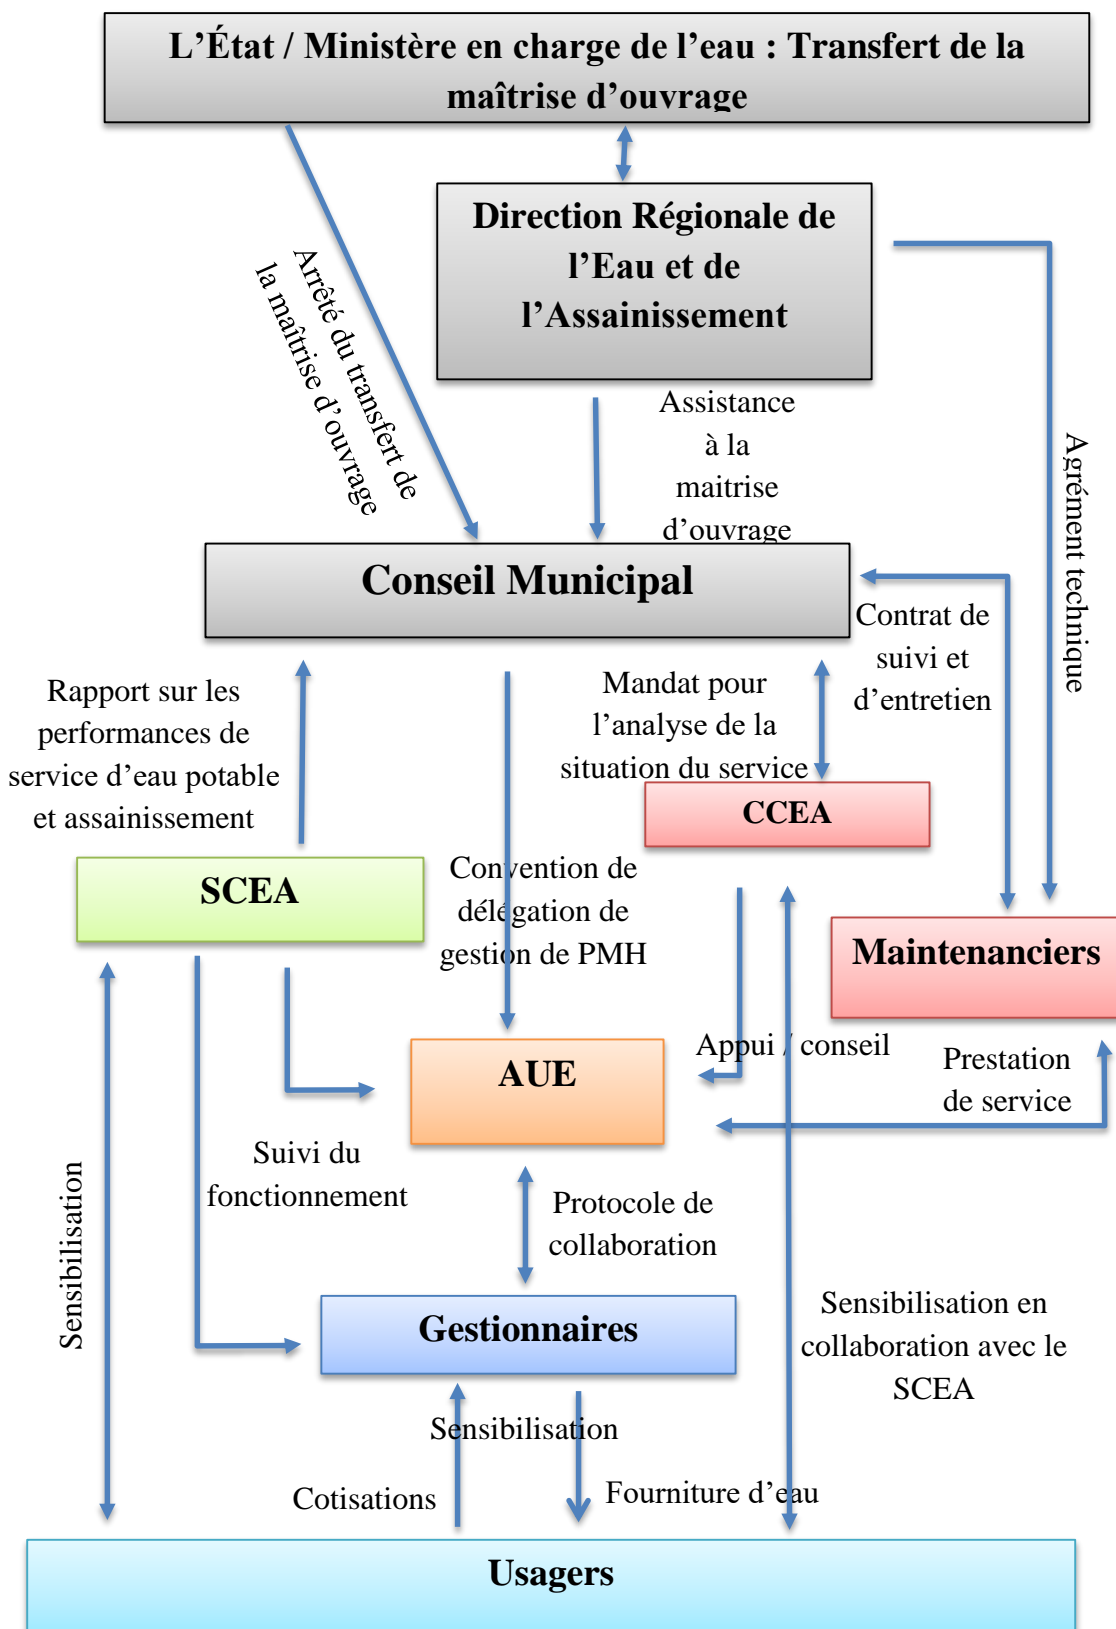 L’État / Ministère en charge de l’eau : Transfert de la
maîtrise d’ouvrage
Direction Régionale de
l’Eau et de
l’Assainissement
Arrêté du transfert de
la maîtrise d’ouvrage
Assistance
à la
maitrise
d’ouvrage
Agrément technique
Conseil Municipal
Contrat de
suivi et
d’entretien
Rapport sur les
performances de
service d’eau potable
et assainissement
Mandat pour
l’analyse de la
situation du service
CCEA
SCEA
Convention de
délégation de
gestion de PMH
Maintenanciers
AUE
Appui / conseil
Prestation
de service
Suivi du
fonctionnement
Sensibilisation
Protocole de
collaboration
Gestionnaires
Sensibilisation en
collaboration avec le
SCEA
Sensibilisation
Cotisations
Fourniture d’eau
Usagers